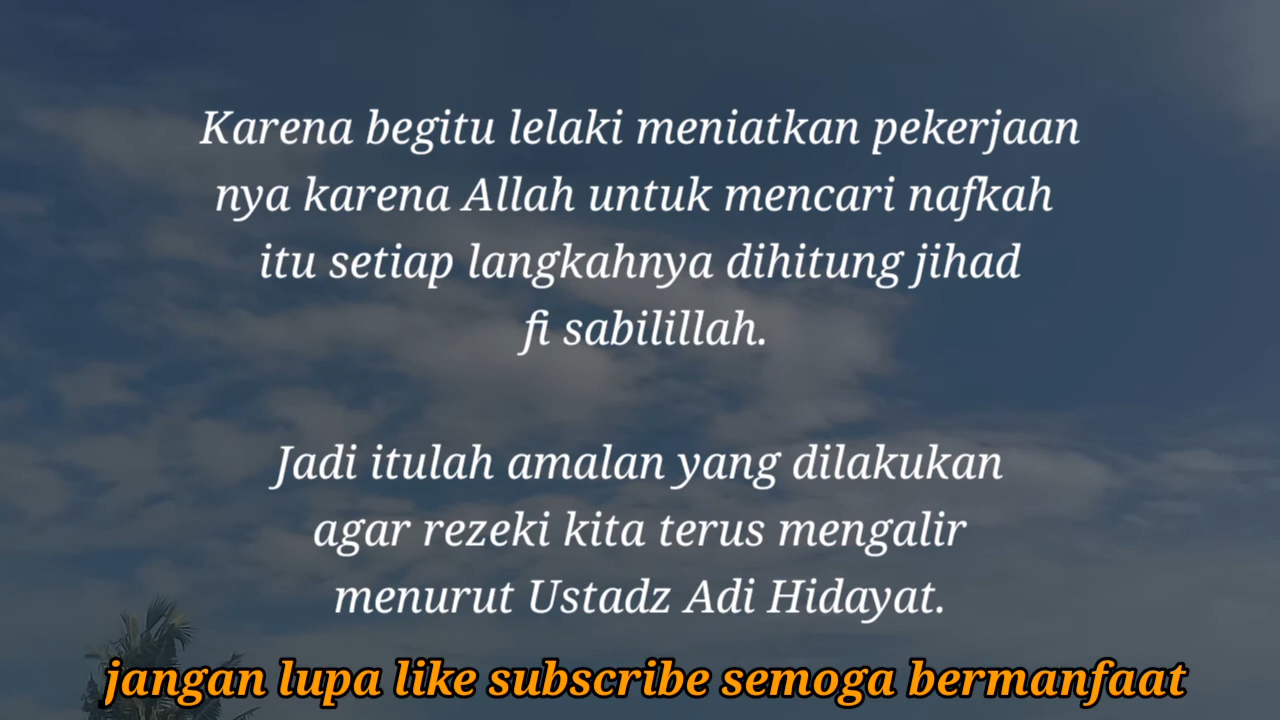 Karena begitu lelaki meniatkan pekerjaan
nya karena Allah untuk mencari nafkah
itu setiap langkahnya dihitung jihad
fi sabilillah.
Jadi itulah amalan yang dilakukan
agar rezeki kita terus mengalir
menurut Ustadz Adi Hidayat.
jangan lupa like subscribe semoga bermanfaat